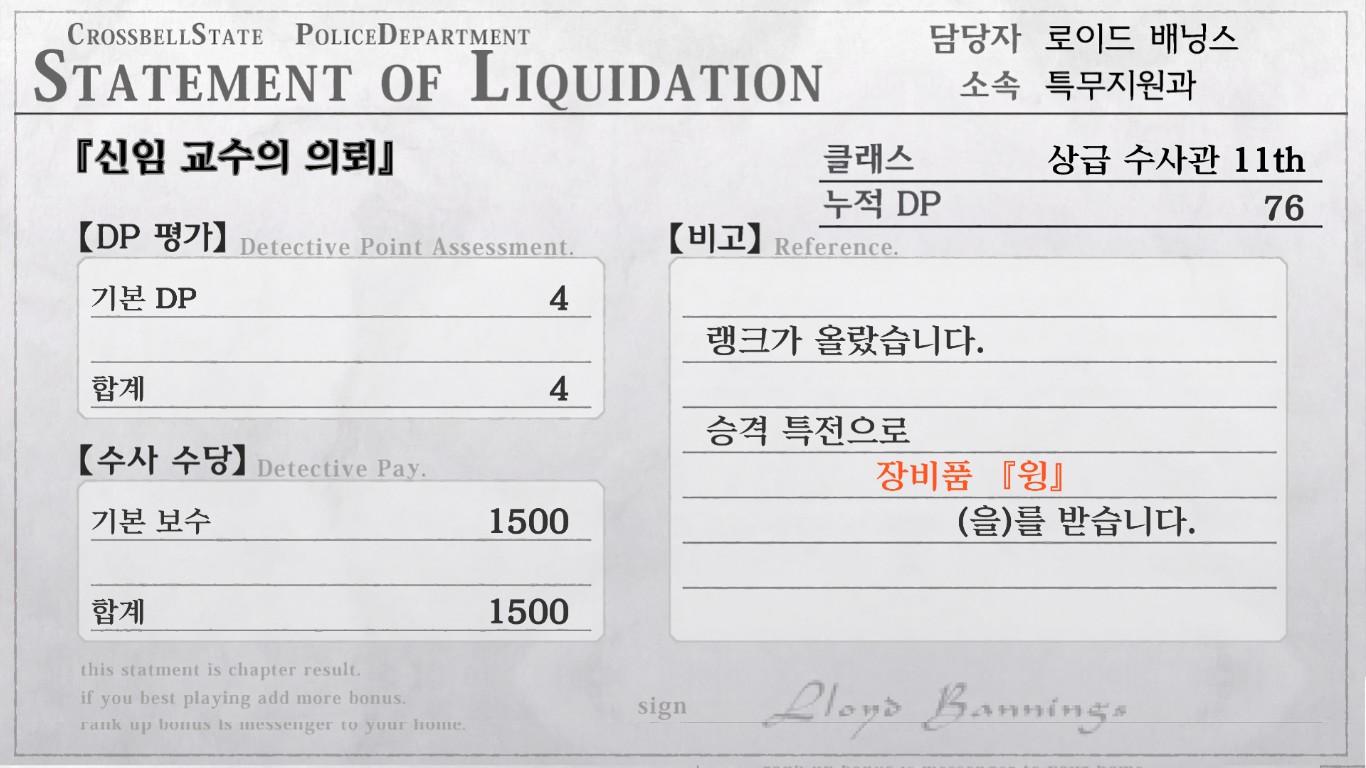 CROSSBELLSTATE POLICEDEPARTMENT
STATEMENT OF LIQUIDATION
담당자 로이드 배닝스
소속 특무지원과
『신임 교수의 의뢰』
클래스 상급 수사관 11th
누적 DP 76
【DP 평가】 Detective Point Assessment.
기본 DP 4
합계 4
【수사 수당】 Detective Pay.
기본 보수 1500
합계 1500
【비고】 Reference.
랭크가 올랐습니다.
승격 특전으로
장비품 『윙』
(을)를 받습니다.
this statment is chapter result.
if you best playing add more bonus.
rank up bonus is messenger to your home.
sign Lloyd Bannings